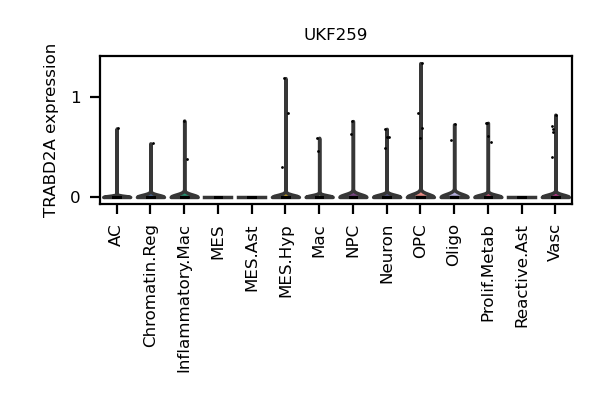 UKF259
TRABD2A expression
1
0
AC
Chromatin.Reg
Inflammatory.Mac
MES
MES.Ast
MES.Hyp
Mac
NPC
Neuron
OPC
Oligo
Prolif.Metab
Reactive.Ast
Vasc